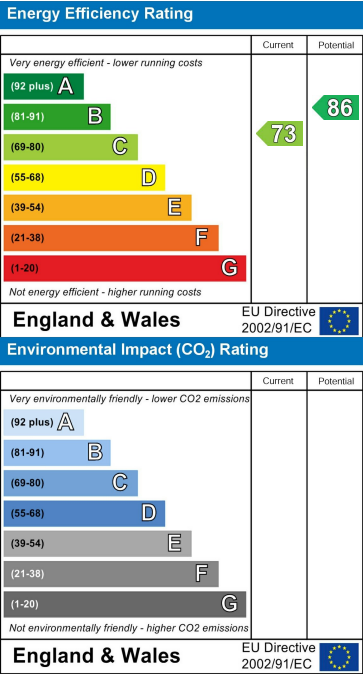 Energy Efficiency Rating
Current Potential
Very energy efficient - lower running costs
(92 plus) A
(81-91) B
(69-80) C
(55-68) D
(39-54) E
(21-38) F
(1-20) G
73
86
Not energy efficient - higher running costs
England & Wales
EU Directive
2002/91/EC
Environmental Impact (CO₂) Rating
Current Potential
Very environmentally friendly - lower CO2 emissions
(92 plus) A
(81-91) B
(69-80) C
(55-68) D
(39-54) E
(21-38) F
(1-20) G
Not environmentally friendly - higher CO2 emissions
England & Wales
EU Directive
2002/91/EC